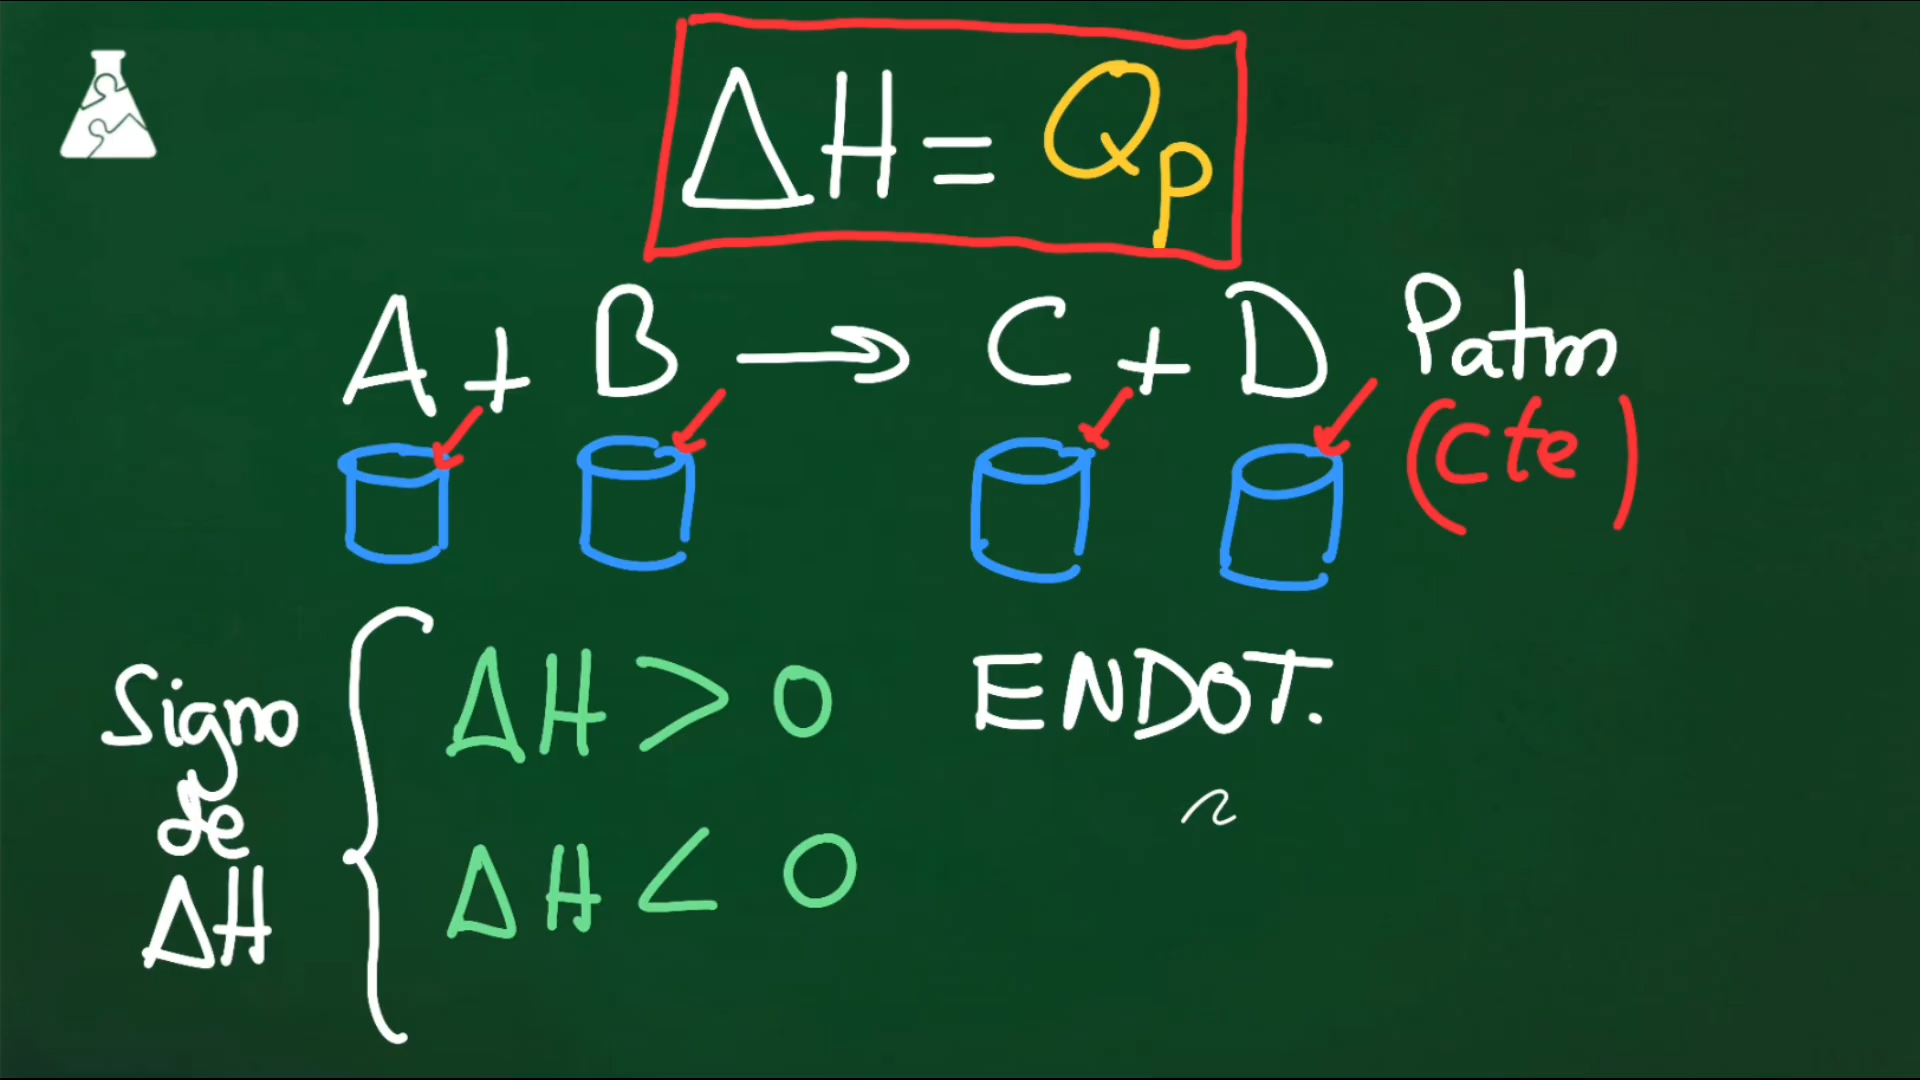 ΔH = Qp
A + B → C + D Patm
(cte)
Signo de ΔH
ΔH > 0 ENDOT.
ΔH < 0